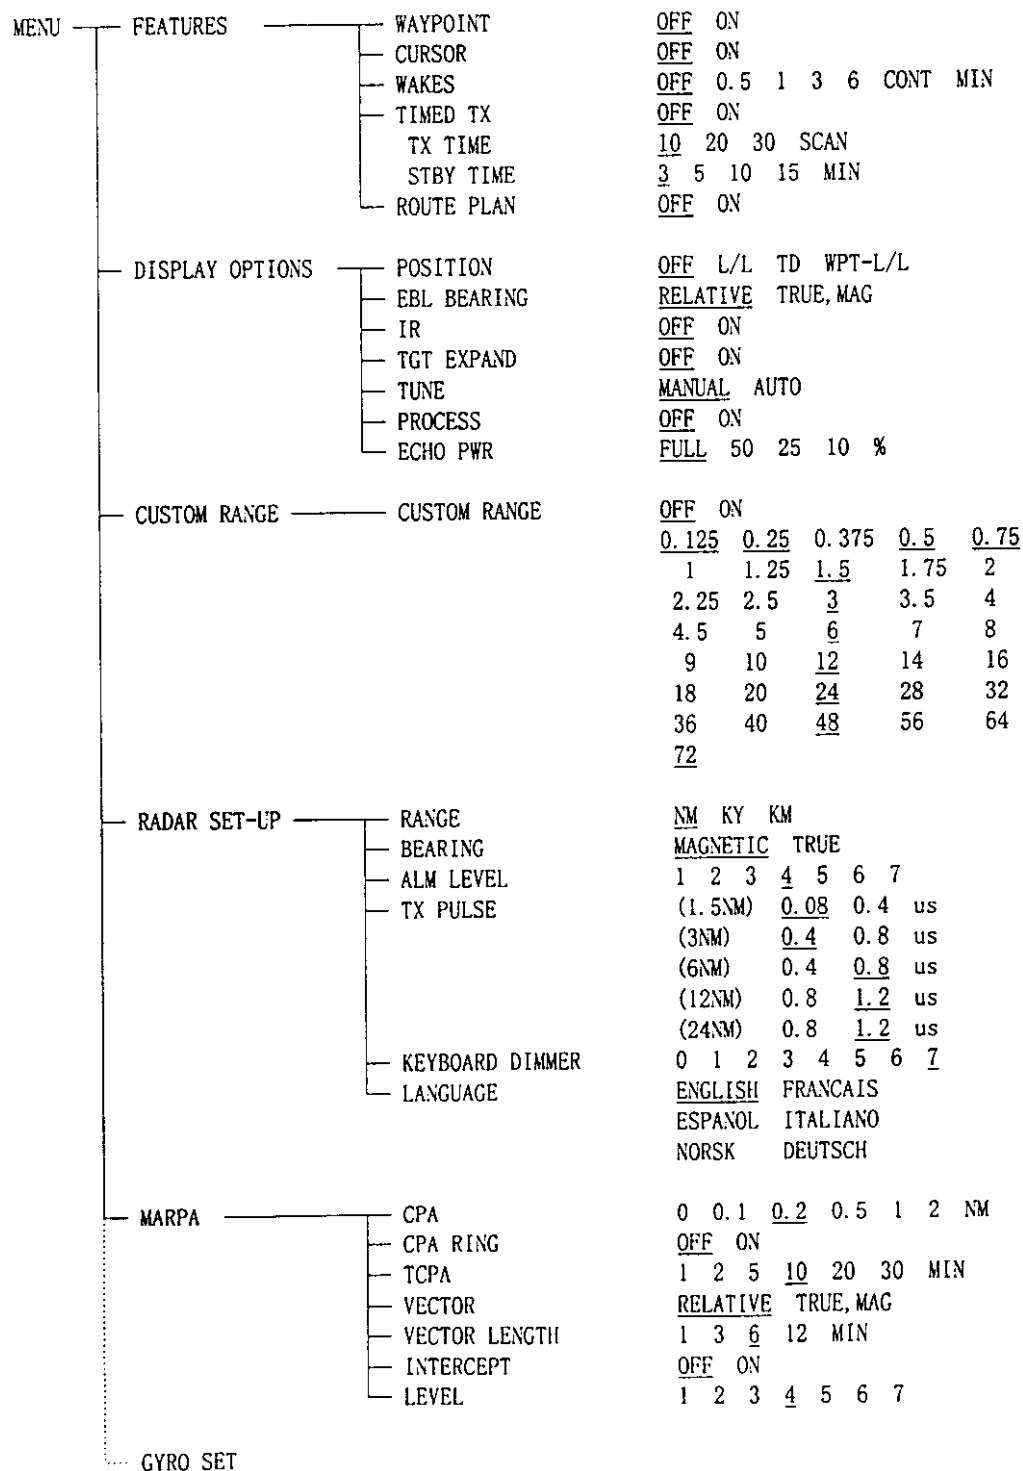 MENU FEATURES WAYPOINT OFF ON
CURSOR OFF ON
WAKES OFF 0.5 1 3 6 CONT MIN
TIMED TX OFF ON
TX TIME 10 20 30 SCAN
STBY TIME 3 5 10 15 MIN
ROUTE PLAN OFF ON
DISPLAY OPTIONS POSITION OFF L/L TD WPT-L/L
EBL BEARING RELATIVE TRUE,MAG
IR OFF ON
TGT EXPAND OFF ON
TUNE MANUAL AUTO
PROCESS OFF ON
ECHO PWR FULL 50 25 10 %
CUSTOM RANGE CUSTOM RANGE OFF ON
0.125 0.25 0.375 0.5 0.75
1 1.25 1.5 1.75 2
2.25 2.5 3 3.5 4
4.5 5 6 7 8
9 10 12 14 16
18 20 24 28 32
36 40 48 56 64
72
RADAR SET-UP RANGE NM KY KM
BEARING MAGNETIC TRUE
ALM LEVEL 1 2 3 4 5 6 7
TX PULSE (1.5NM) 0.08 0.4 us
(3NM) 0.4 0.8 us
(6NM) 0.4 0.8 us
(12NM) 0.8 1.2 us
(24NM) 0.8 1.2 us
KEYBOARD DIMMER 0 1 2 3 4 5 6 7
LANGUAGE ENGLISH FRANCAIS
ESPANOL ITALIANO
NORSK DEUTSCH
MARPA CPA 0 0.1 0.2 0.5 1 2 NM
CPA RING OFF ON
TCPA 1 2 5 10 20 30 MIN
VECTOR RELATIVE TRUE,MAG
VECTOR LENGTH 1 3 6 12 MIN
INTERCEPT OFF ON
LEVEL 1 2 3 4 5 6 7
GYRO SET